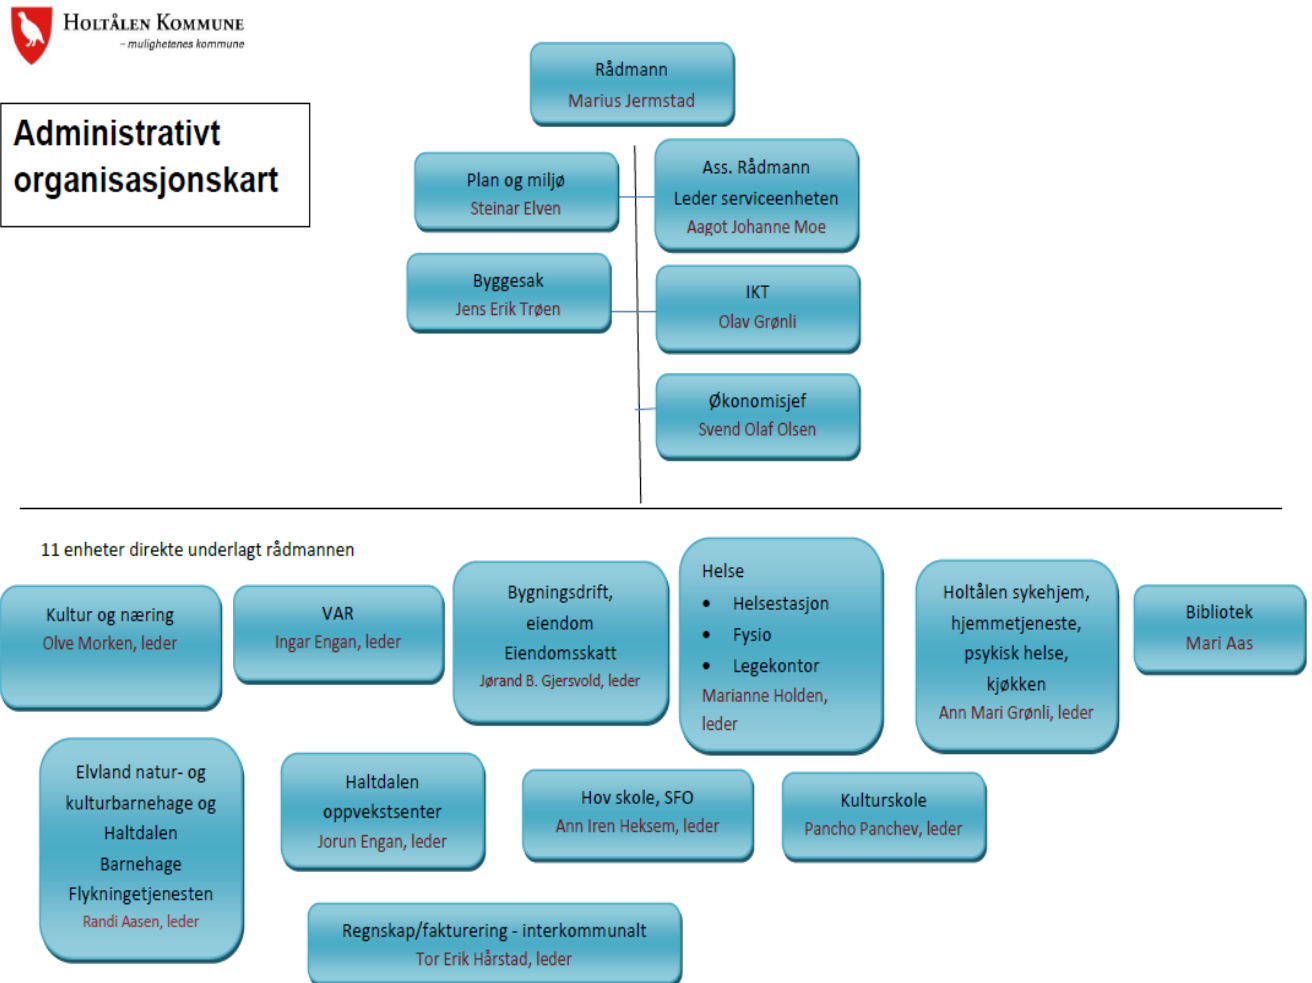 HOLTÅLEN KOMMUNE
– mulighetenes kommune
Administrativt
organisasjonskart
Rådmann
Marius Jermstad
Plan og miljø
Steinar Elven
Ass. Rådmann
Leder serviceenheten
Aagot Johanne Moe
Byggesak
Jens Erik Trøen
IKT
Olav Grønli
Økonomisjef
Svend Olaf Olsen
11 enheter direkte underlagt rådmannen
Kultur og næring
Olve Morken, leder
VAR
Ingar Engan, leder
Bygningsdrift,
eiendom
Eiendomsskatt
Jørand B. Gjersvold, leder
Helse
• Helsestasjon
• Fysio
• Legekontor
Marianne Holden,
leder
Holtålen sykehjem,
hjemmetjeneste,
psykisk helse,
kjøkken
Ann Mari Grønli, leder
Bibliotek
Mari Aas
Elvland natur- og
kulturbarnehage og
Haltdalen
Barnehage
Flykningetjenesten
Randi Aasen, leder
Haltdalen
oppvekstsenter
Jorun Engan, leder
Hov skole, SFO
Ann Iren Heksem, leder
Kulturskole
Pancho Panchev, leder
Regnskap/fakturering - interkommunalt
Tor Erik Hårstad, leder